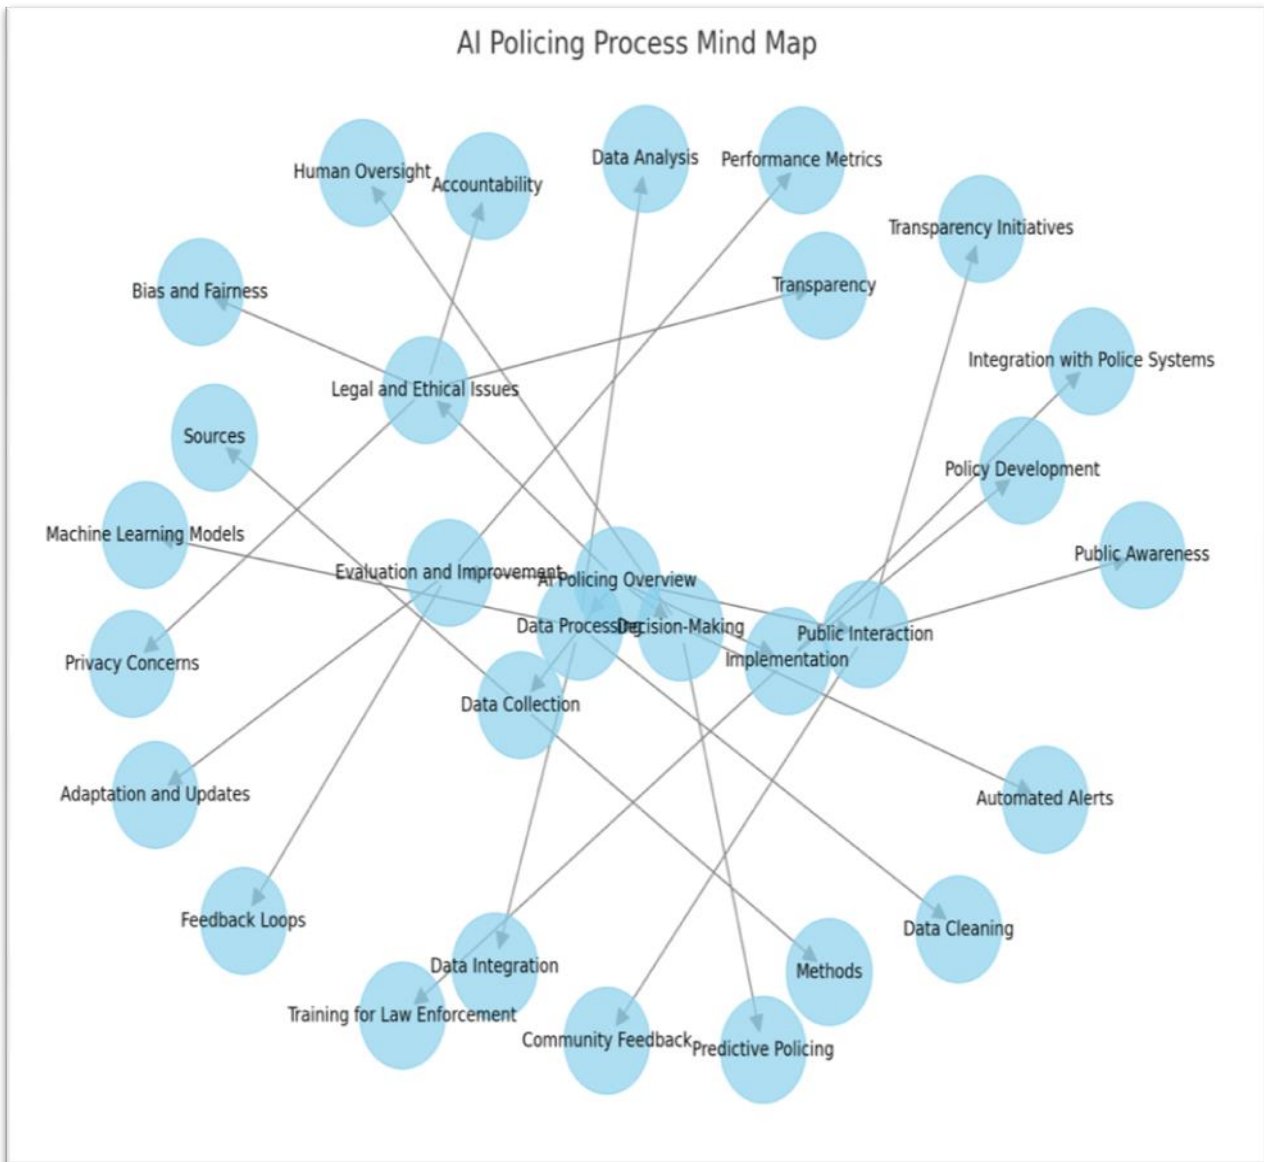 AI Policing Process Mind Map
Data Analysis
Performance Metrics
Human Oversight
Accountability
Transparency Initiatives
Transparency
Bias and Fairness
Integration with Police Systems
Legal and Ethical Issues
Sources
Policy Development
Machine Learning Models
Public Awareness
Evaluation and Improvement
AI Policing Overview
Data Processing
Decision-Making
Public Interaction
Implementation
Privacy Concerns
Data Collection
Adaptation and Updates
Automated Alerts
Feedback Loops
Data Cleaning
Data Integration
Methods
Training for Law Enforcement
Community Feedback
Predictive Policing